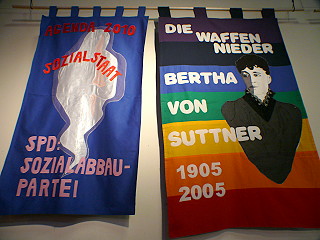 AGENDA 2010
SOZIALSTAAT
SPD-
SOZIALABBAU-
PARTEI
DIE WAFFEN
NIEDER
BERTHA
VON
SUTTNER
1905
2005